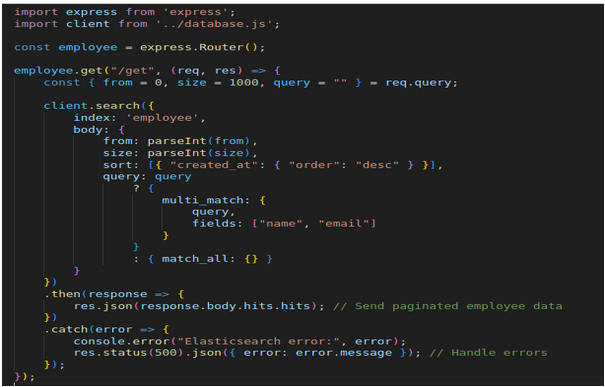 import express from 'express';
import client from '../database.js';
const employee = express.Router();
employee.get("/get", (req, res) => {
    const { from = 0, size = 1000, query = "" } = req.query;
    client.search({
        index: 'employee',
        body: {
            from: parseInt(from),
            size: parseInt(size),
            sort: [{ "created_at": { "order": "desc" } }],
            query: query
                ? {
                    multi_match: {
                        query,
                        fields: ["name", "email"]
                    }
                }
                : { match_all: {} }
        }
    })
    .then(response => {
        res.json(response.body.hits.hits); // Send paginated employee data
    })
    .catch(error => {
        console.error("Elasticsearch error:", error);
        res.status(500).json({ error: error.message }); // Handle errors
    });
});